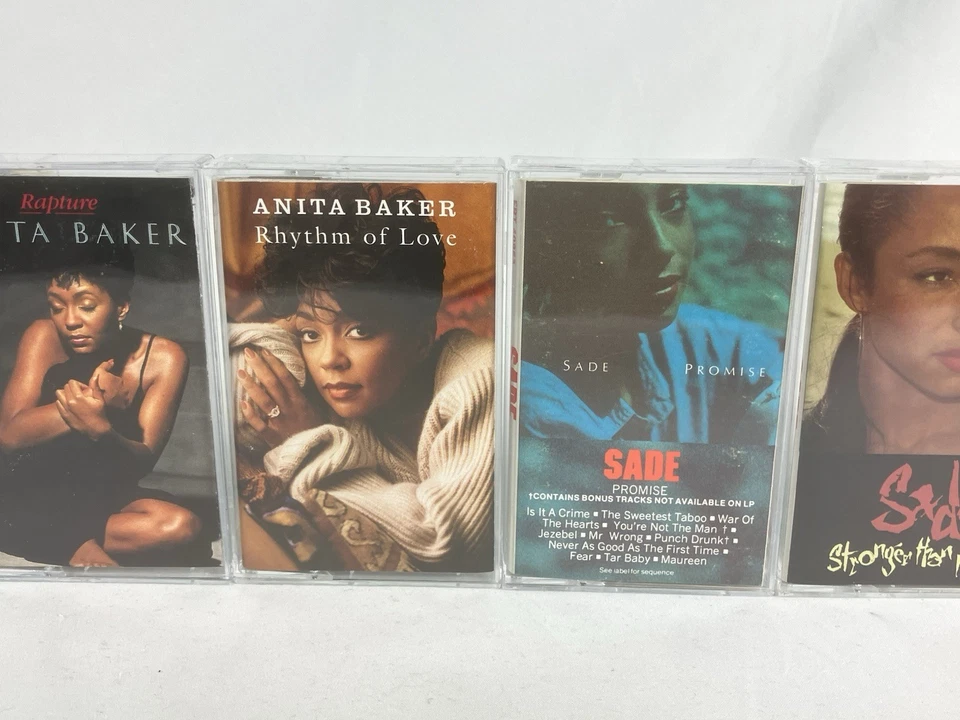 Rapture
TA BAKER
ANITA BAKER
Rhythm of Love
SADE
SADE PROMISE
SADE
PROMISE
†CONTAINS BONUS TRACKS NOT AVAILABLE ON LP
Is It A Crime ▪ The Sweetest Taboo ▪ War Of
The Hearts ▪ You're Not The Man † ▪
Jezebel ▪ Mr Wrong ▪ Punch Drunk† ▪
Never As Good As The First Time ▪
Fear ▪ Tar Baby ▪ Maureen
See label for sequence
Sad
Stronger Than